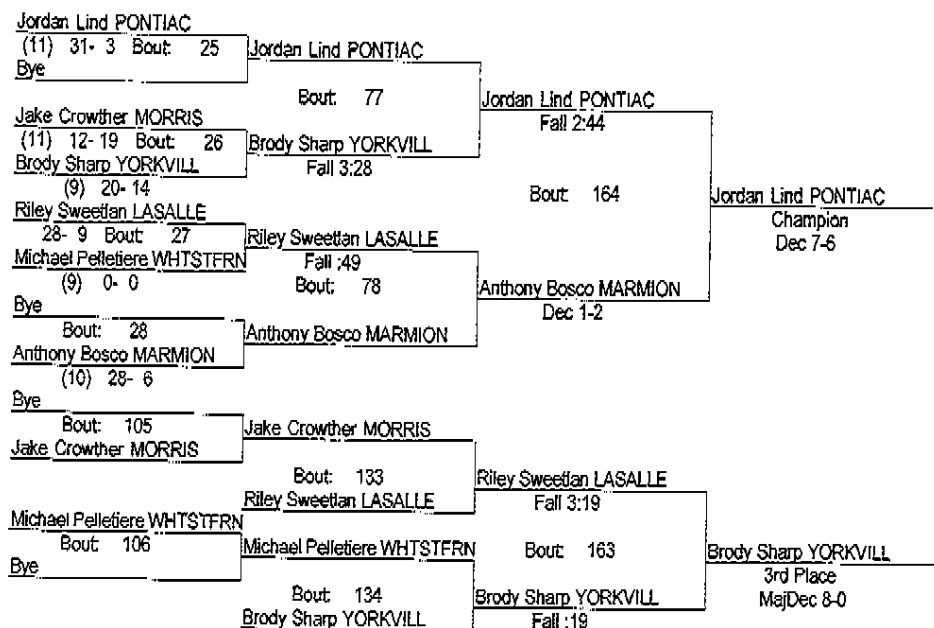 Jordan Lind PONTIAC
(11) 31- 3 Bout: 25
Bye
Jordan Lind PONTIAC
Bout: 77
Jake Crowther MORRIS
(11) 12- 19 Bout: 26
Brody Sharp YORKVILL
(9) 20- 14
Brody Sharp YORKVILL
Fall 3:28
Jordan Lind PONTIAC
Fall 2:44
Bout: 164
Riley Sweetlan LASALLE
28- 9 Bout: 27
Michael Pelletiere WHTSTFRN
(9) 0- 0
Riley Sweetlan LASALLE
Fall :49
Bout: 78
Bye
Bout: 28
Anthony Bosco MARMION
(10) 28- 6
Anthony Bosco MARMION
Anthony Bosco MARMION
Dec 1-2
Jordan Lind PONTIAC
Champion
Dec 7-6
Bye
Bout: 105
Jake Crowther MORRIS
Jake Crowther MORRIS
Bout: 133
Riley Sweetlan LASALLE
Riley Sweetlan LASALLE
Fall 3:19
Bout: 163
Michael Pelletiere WHTSTFRN
Bout: 106
Bye
Michael Pelletiere WHTSTFRN
Bout: 134
Brody Sharp YORKVILL
Brody Sharp YORKVILL
Fall :19
Brody Sharp YORKVILL
3rd Place
MajDec 8-0